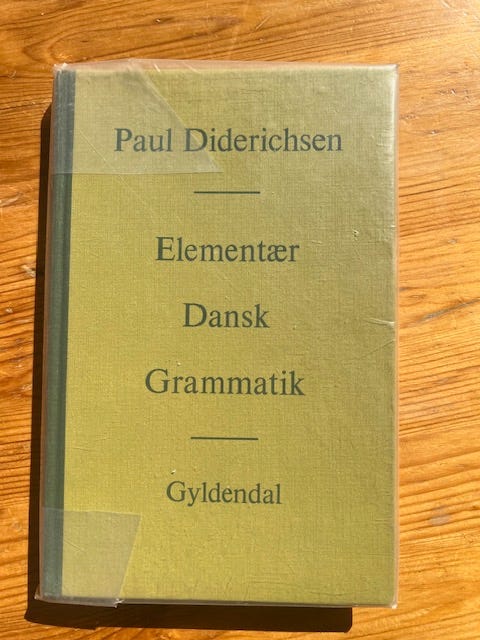 Paul Diderichsen
Elementær
Dansk
Grammatik
Gyldendal